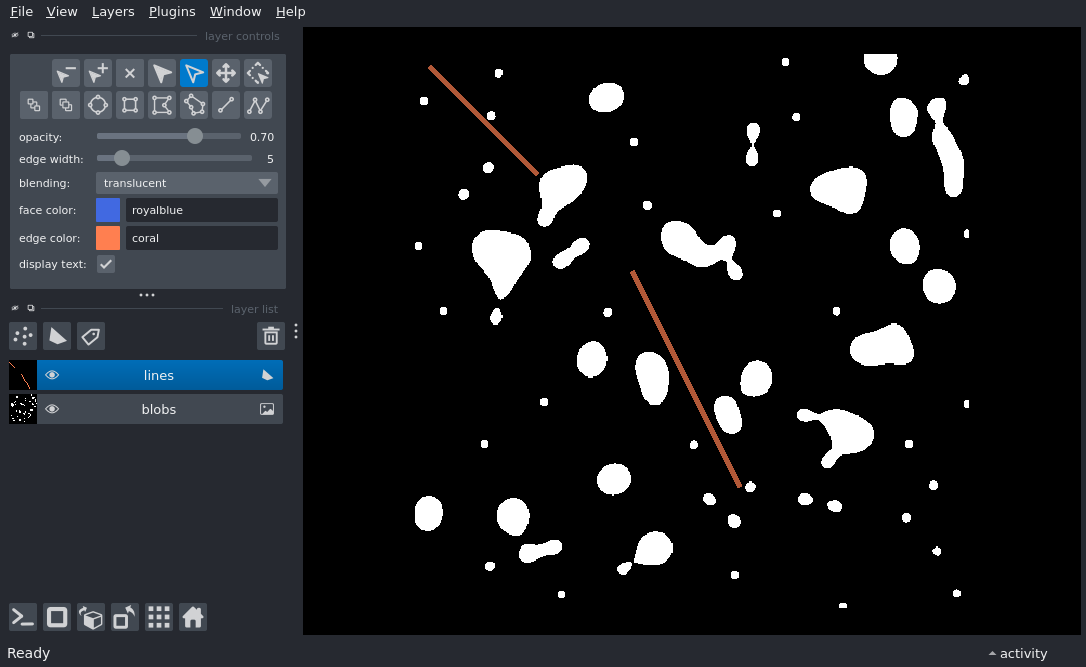 File View Layers Plugins Window Help
layer controls
opacity: 0.70
edge width: 5
blending: translucent
face color: royalblue
edge color: coral
display text:
layer list
lines
blobs
Ready
activity